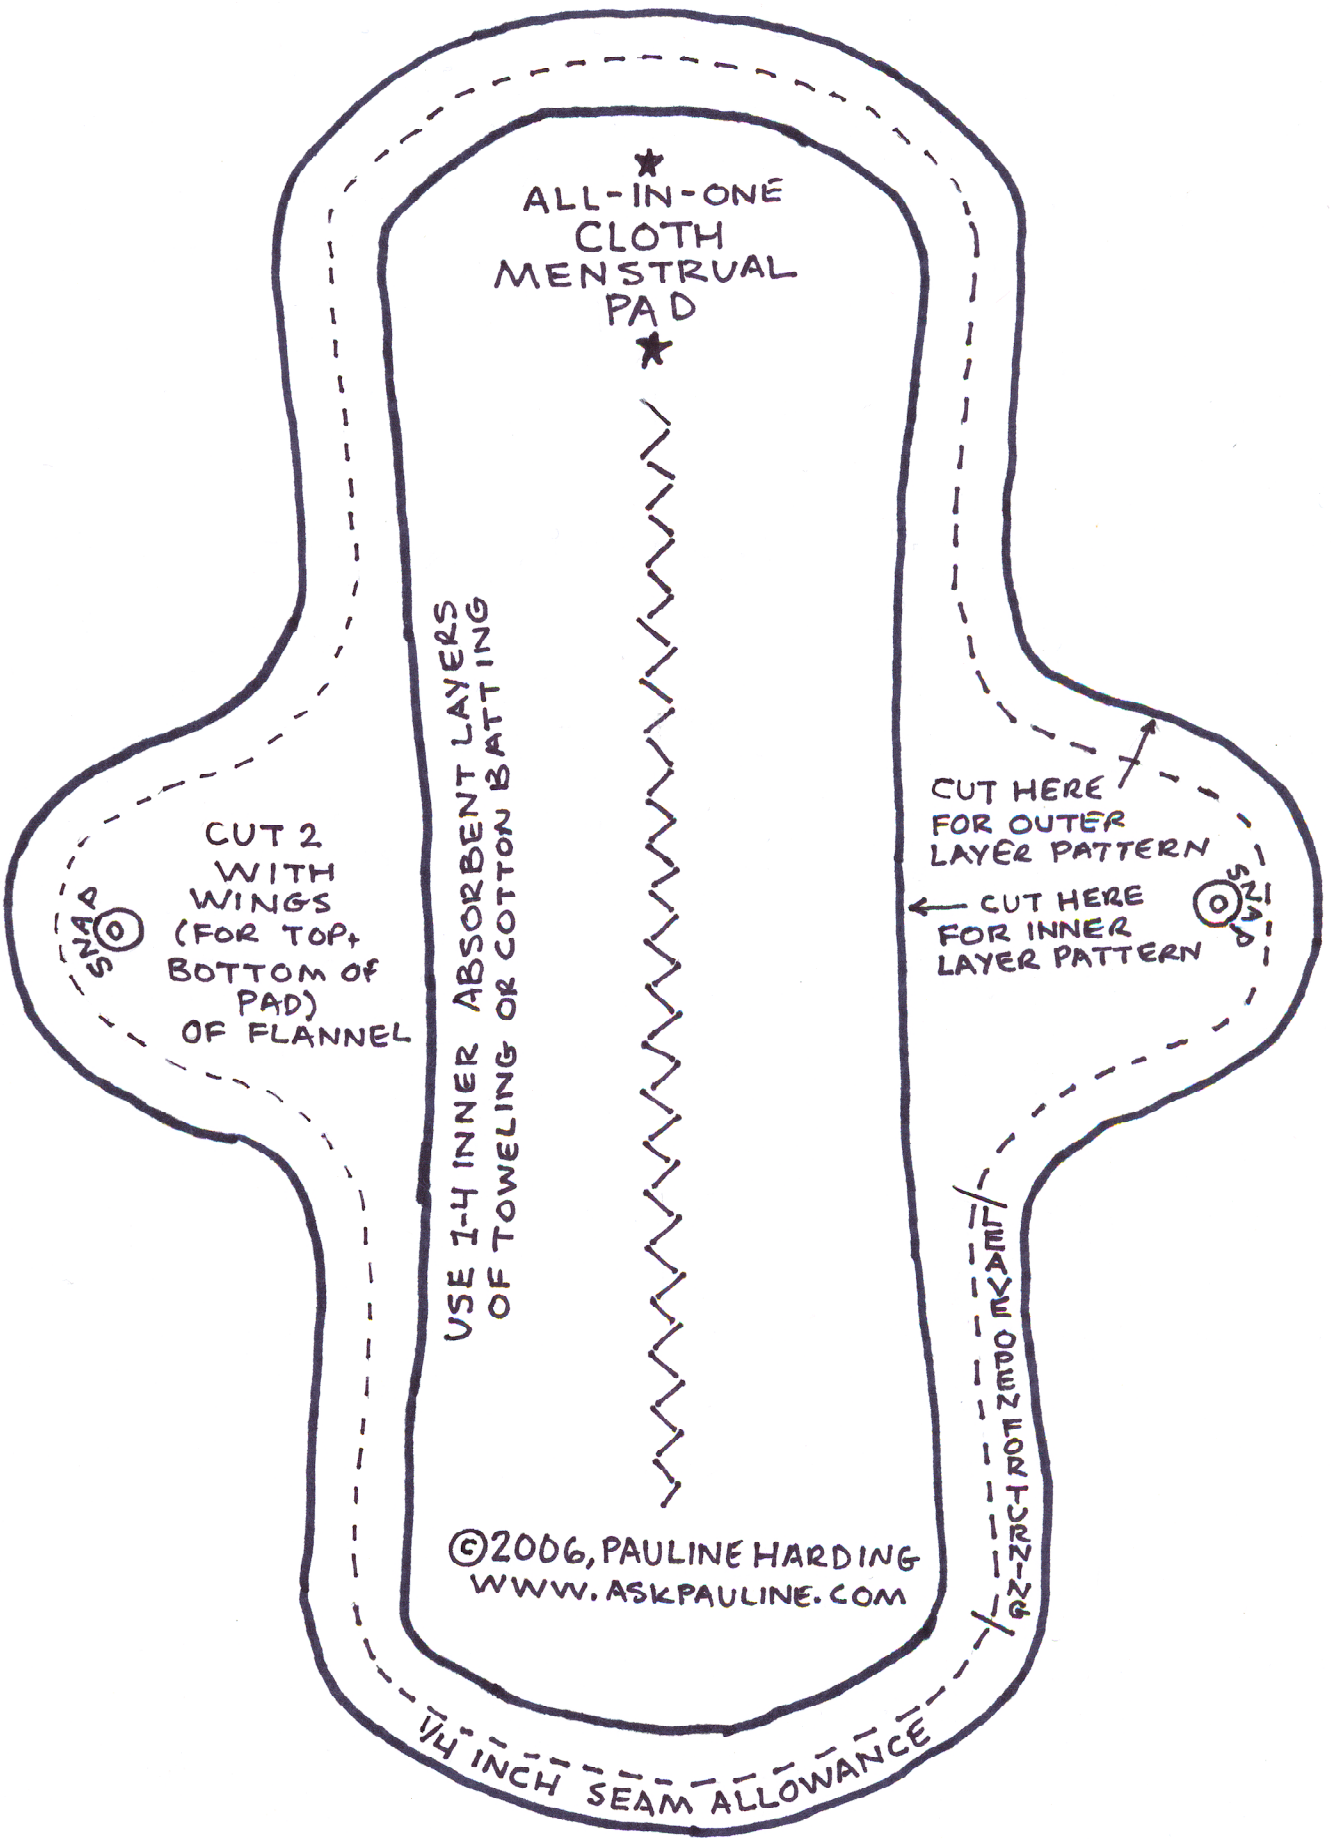 ALL-IN-ONE
CLOTH
MENSTRUAL
PAD
USE 1-4 INNER ABSORBENT LAYERS
OF TOWELING OR COTTON BATTING
CUT 2
WITH
WINGS
(FOR TOP+
BOTTOM OF
PAD)
OF FLANNEL
SNAP
CUT HERE
FOR OUTER
LAYER PATTERN
CUT HERE
FOR INNER
LAYER PATTERN
SNAP
LEAVE OPEN FOR TURNING
©2006, PAULINE HARDING
WWW.ASKPAULINE.COM
1/4 INCH SEAM ALLOWANCE